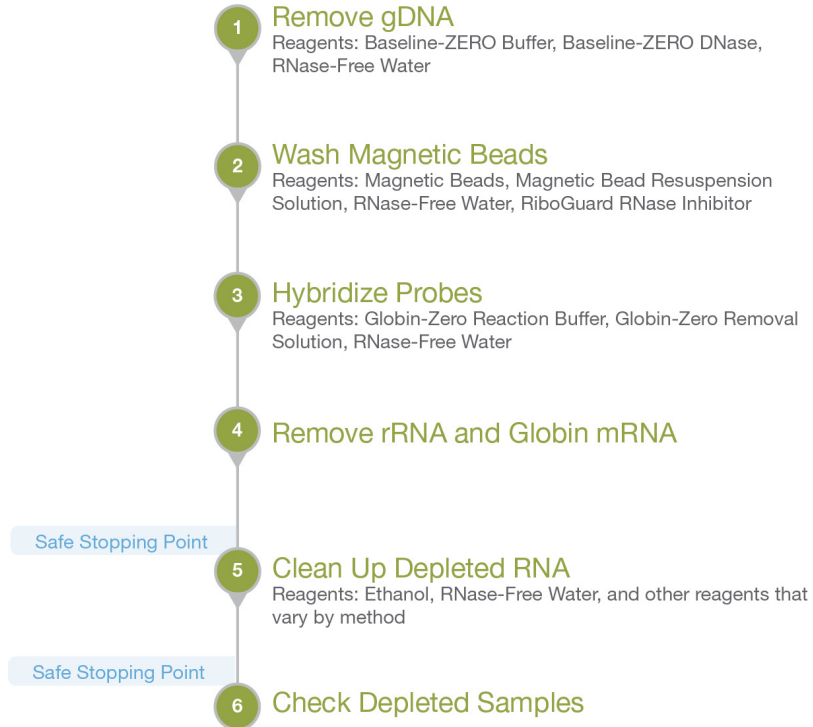 1
Remove gDNA
Reagents: Baseline-ZERO Buffer, Baseline-ZERO DNase,
RNase-Free Water
2
Wash Magnetic Beads
Reagents: Magnetic Beads, Magnetic Bead Resuspension
Solution, RNase-Free Water, RiboGuard RNase Inhibitor
3
Hybridize Probes
Reagents: Globin-Zero Reaction Buffer, Globin-Zero Removal
Solution, RNase-Free Water
4
Remove rRNA and Globin mRNA
Safe Stopping Point
5
Clean Up Depleted RNA
Reagents: Ethanol, RNase-Free Water, and other reagents that
vary by method
Safe Stopping Point
6
Check Depleted Samples